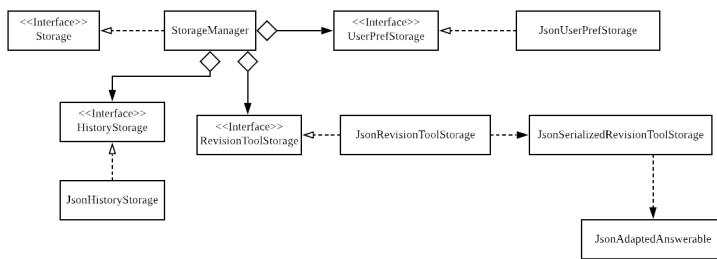 <<Interface>>
Storage
StorageManager
<<Interface>>
UserPrefStorage
JsonUserPrefStorage
<<Interface>>
HistoryStorage
<<Interface>>
RevisionToolStorage
JsonRevisionToolStorage
JsonSerializedRevisionToolStorage
JsonHistoryStorage
JsonAdaptedAnswerable